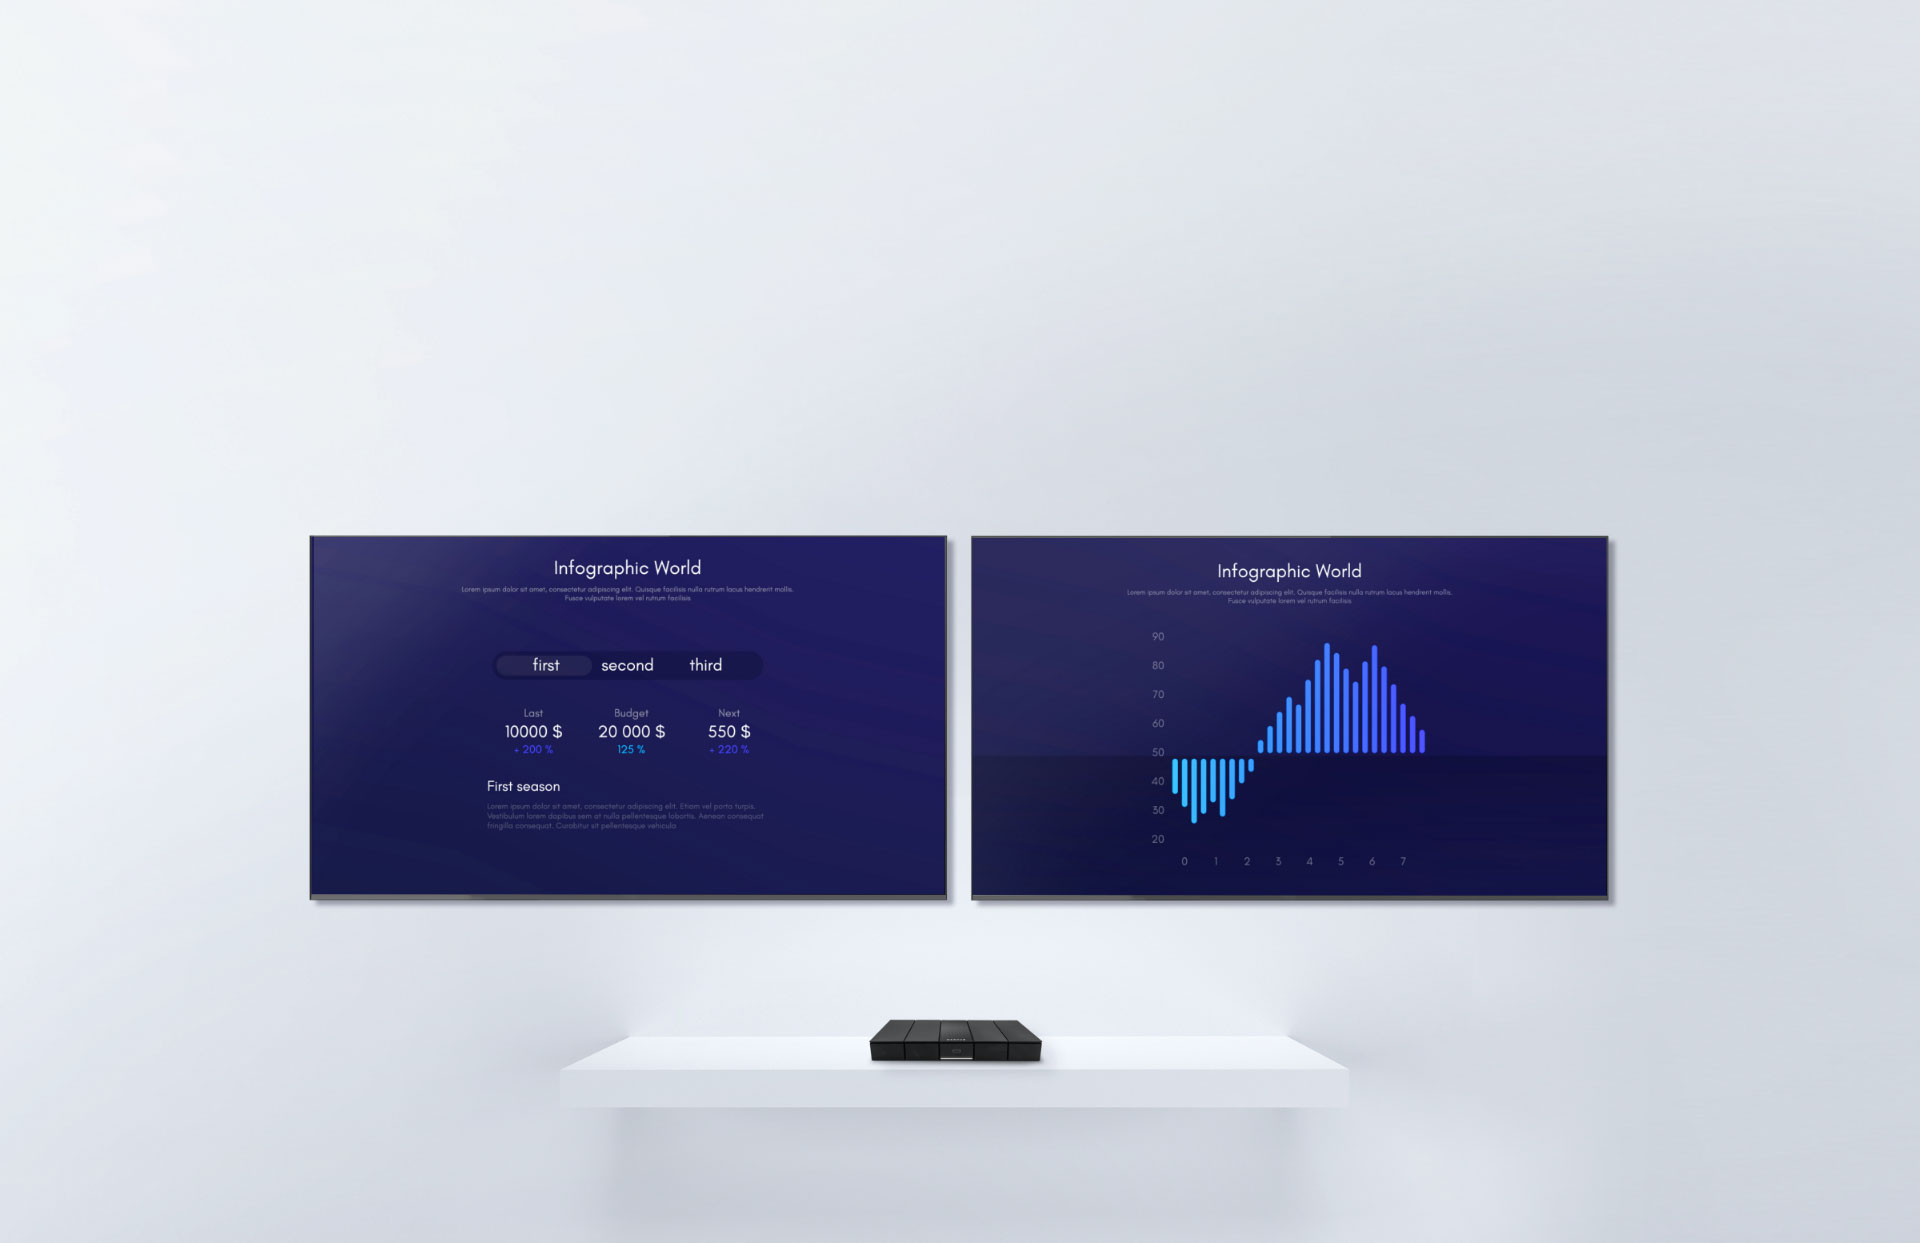 Infographic World
Lorem ipsum dolor sit amet, consectetur adipiscing elit. Quisque facilisis nulla rutrum lacus hendrerit mollis.
Fusce vulputate lorem vel rutrum facilisis
first second third
Last Budget Next
10000 $ 20 000 $ 550 $
+ 200 % 125 % + 220 %
First season
Lorem ipsum dolor sit amet, consectetur adipiscing elit. Etiam vel porta turpis.
Vestibulum lorem dapibus sem at nulla pellentesque lobortis. Aenean consequat
fringilla consequat. Curabitur sit pellentesque vehicula
Infographic World
Lorem ipsum dolor sit amet, consectetur adipiscing elit. Quisque facilisis nulla rutrum lacus hendrerit mollis.
Fusce vulputate lorem vel rutrum facilisis
90
80
70
60
50
40
30
20
0 1 2 3 4 5 6 7